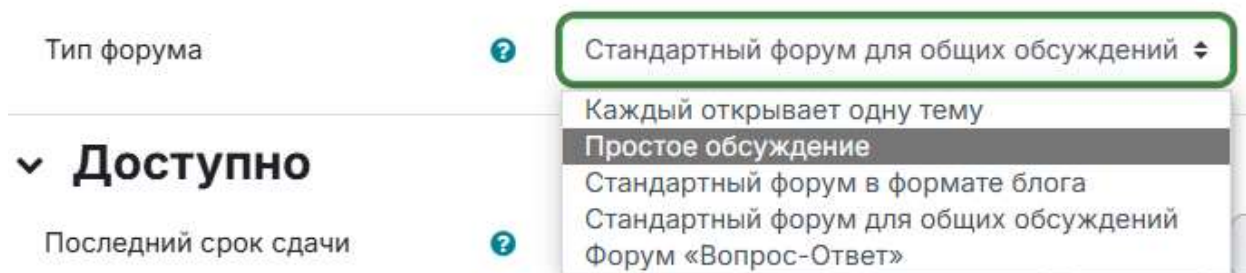 Тип форума
Стандартный форум для общих обсуждений
Каждый открывает одну тему
Простое обсуждение
Доступно
Стандартный форум в формате блога
Стандартный форум для общих обсуждений
Последний срок сдачи
Форум «Вопрос-Ответ»